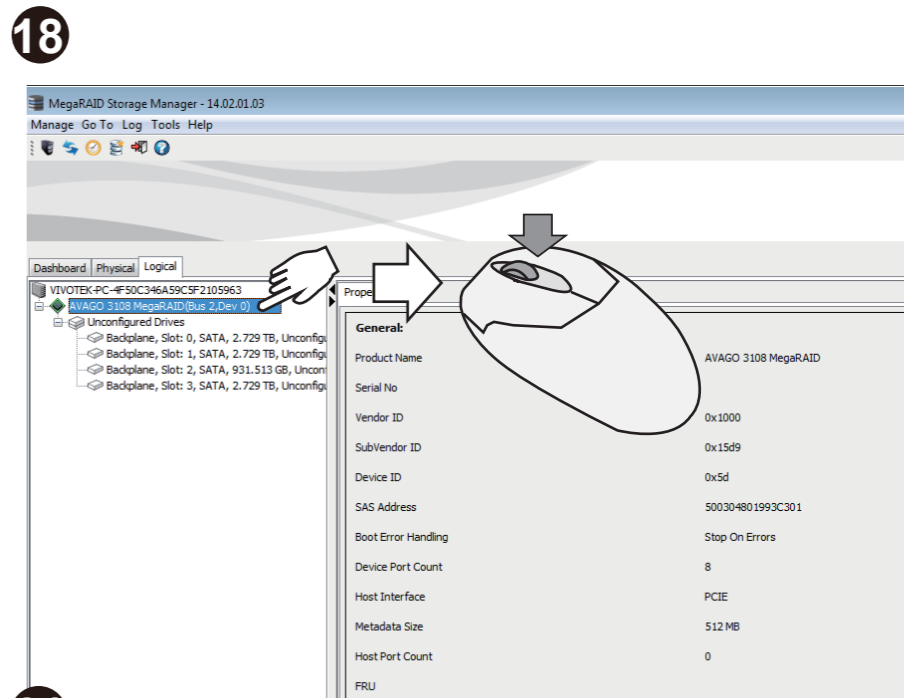 18
MegaRAID Storage Manager - 14.02.01.03
Manage Go To Log Tools Help
Dashboard Physical Logical
VIVOTEK-PC-4F50C346A59C5F2105963
AVAGO 3108 MegaRAID(Bus 2,Dev 0)
Unconfigured Drives
Backplane, Slot: 0, SATA, 2.729 TB, Unconfigu
Backplane, Slot: 1, SATA, 2.729 TB, Unconfigu
Backplane, Slot: 2, SATA, 931.513 GB, Uncon
Backplane, Slot: 3, SATA, 2.729 TB, Unconfigu
Prope
General:
Product Name AVAGO 3108 MegaRAID
Serial No
Vendor ID 0x1000
SubVendor ID 0x15d9
Device ID 0x5d
SAS Address 500304801993C301
Boot Error Handling Stop On Errors
Device Port Count 8
Host Interface PCIE
Metadata Size 512 MB
Host Port Count 0
FRU